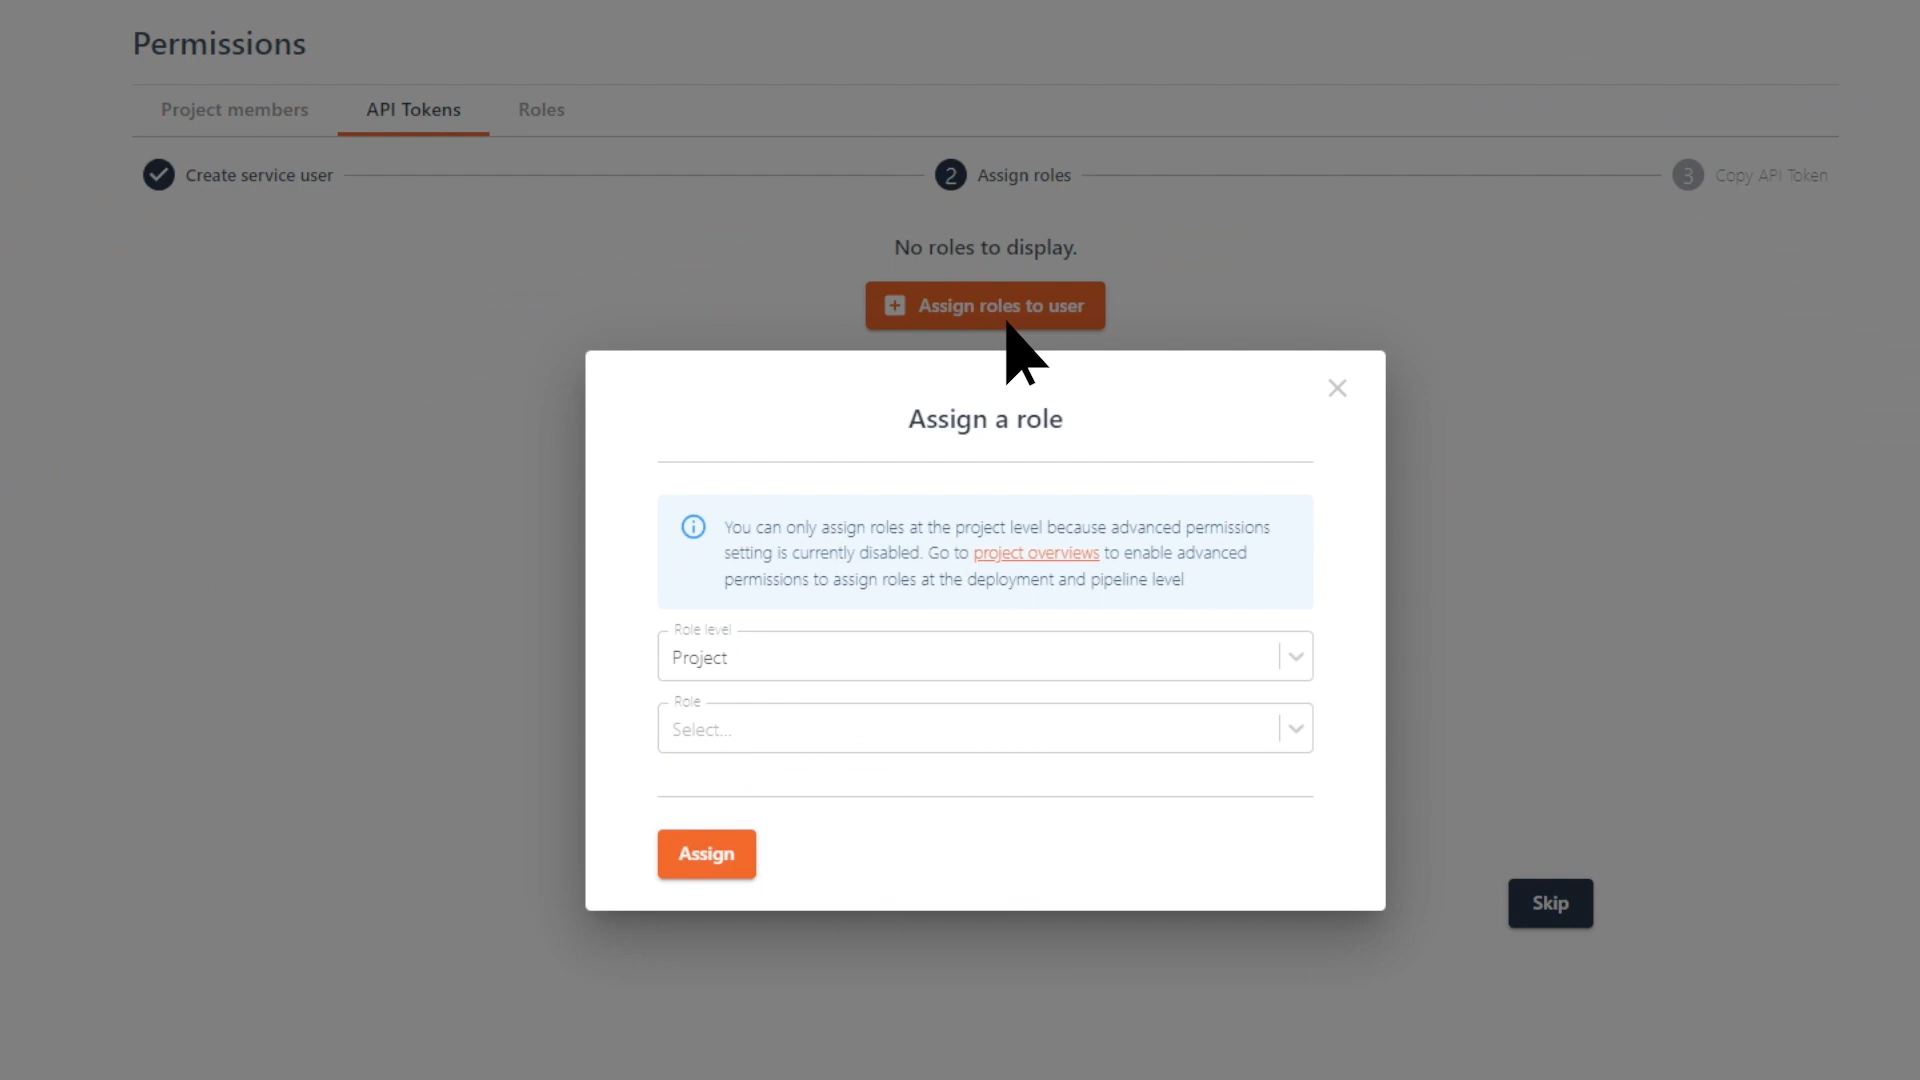 Permissions
Project members
API Tokens
Roles
Create service user
2
Assign roles
3
Copy API Token
No roles to display.
Assign roles to user
Assign a role
You can only assign roles at the project level because advanced permissions
setting is currently disabled. Go to project overviews to enable advanced
permissions to assign roles at the deployment and pipeline level
Role level
Project
Role
Select...
Assign
Skip